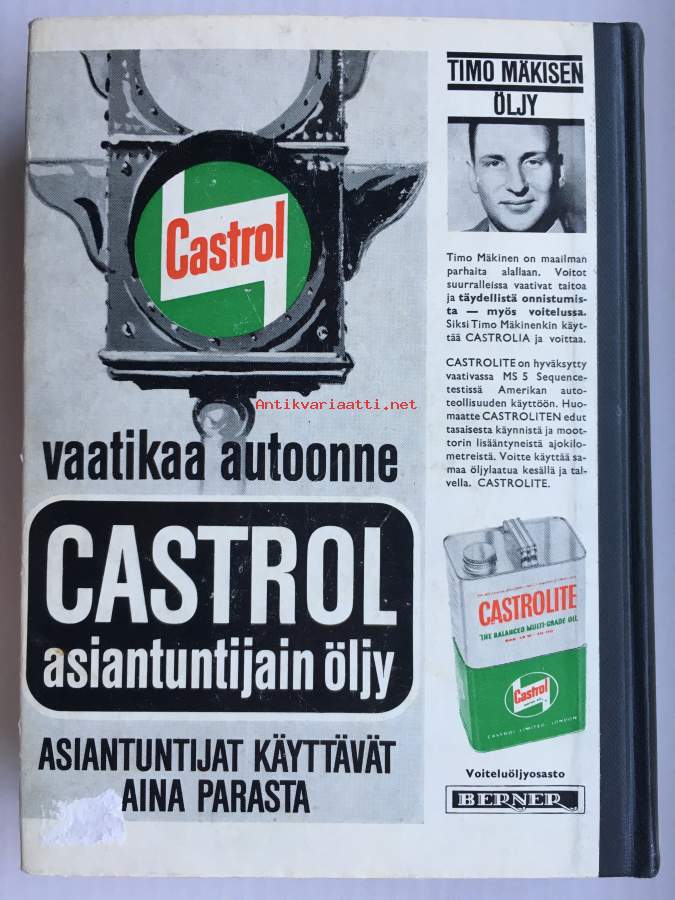 Castrol
Antikvariaatti.net
vaatikaa autoonne
CASTROL
asiantuntijain öljy
ASIANTUNTIJAT KÄYTTÄVÄT
AINA PARASTA
TIMO MÄKISEN
ÖLJY
Timo Mäkinen on maailman
parhaita alallaan. Voitot
suurralleissa vaativat taitoa
ja täydellistä onnistumis-
ta — myös voitelussa.
Siksi Timo Mäkinenkin käyt-
tää CASTROLIA ja voittaa.
CASTROLITE on hyväksytty
vaativassa MS 5 Sequence-
testissä Amerikan auto-
teollisuuden käyttöön. Huo-
maatte CASTROLITEN edut
tasaisesta käynnistä ja moot-
torin lisääntyneistä ajokilo-
metreistä. Voitte käyttää sa-
maa öljylaatua kesällä ja tal-
vella. CASTROLITE.
CASTROLITE
THE BALANCED MULTI-GRADE OIL
Castrol
CASTROL LIMITED, LONDON
Voiteluöljyosasto
BERNER